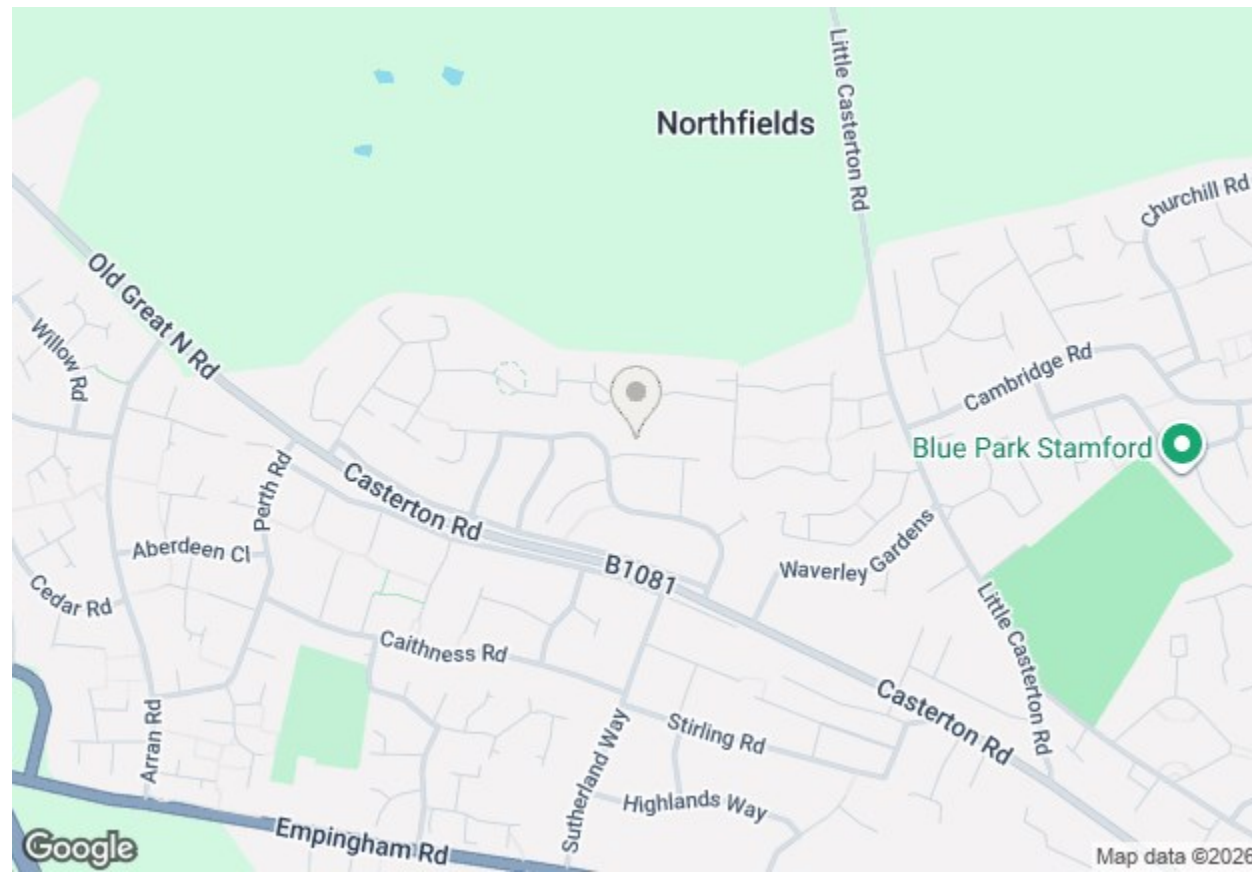 Northfields
Little Casterton Rd
Churchill Rd
Old Great N Rd
Willow Rd
Cambridge Rd
Blue Park Stamford
Perth Rd
Casterton Rd
Aberdeen Cl
B1081
Waverley Gardens
Cedar Rd
Little Casterton Rd
Caithness Rd
Casterton Rd
Arran Rd
Stirling Rd
Sutherland Way
Highlands Way
Empingham Rd
Google
Map data ©2026